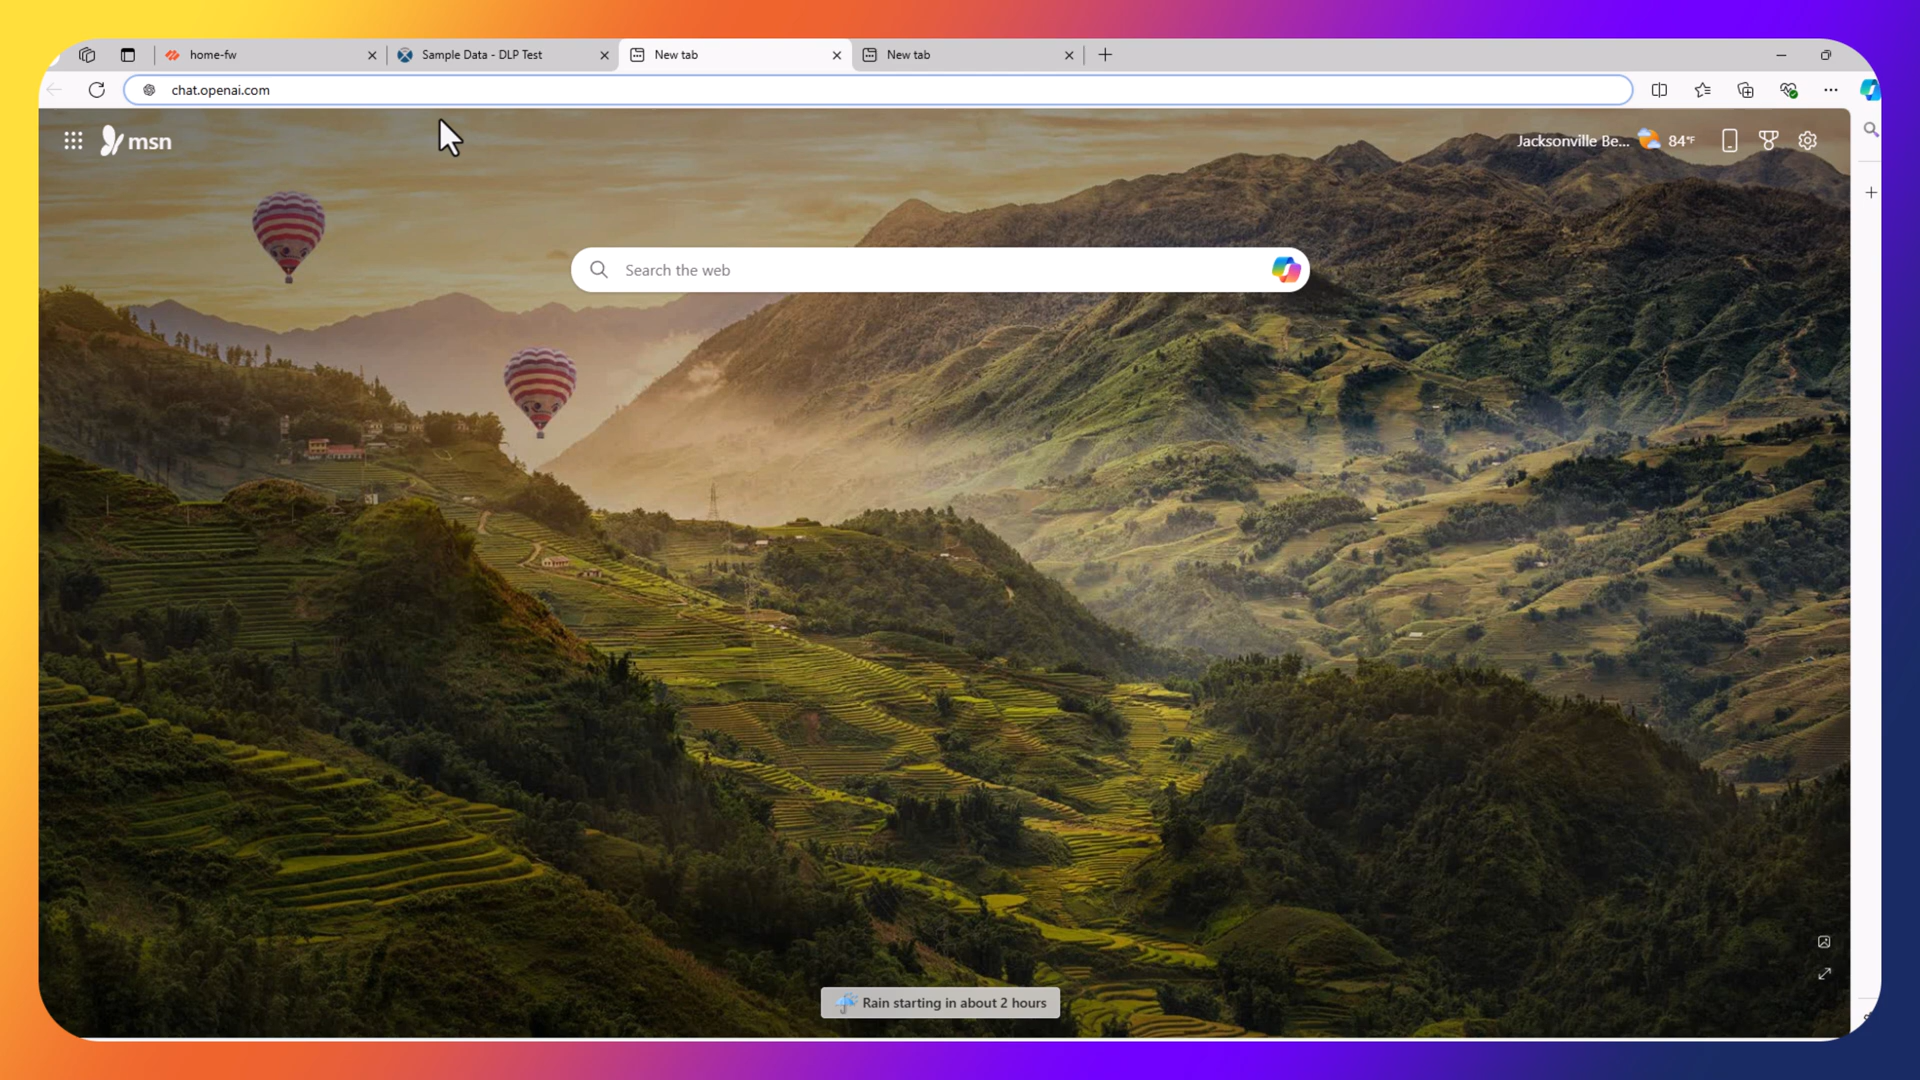 home-fw
Sample Data - DLP Test
New tab
New tab
chat.openai.com
msn
Jacksonville Be...
84°F
Search the web
Rain starting in about 2 hours